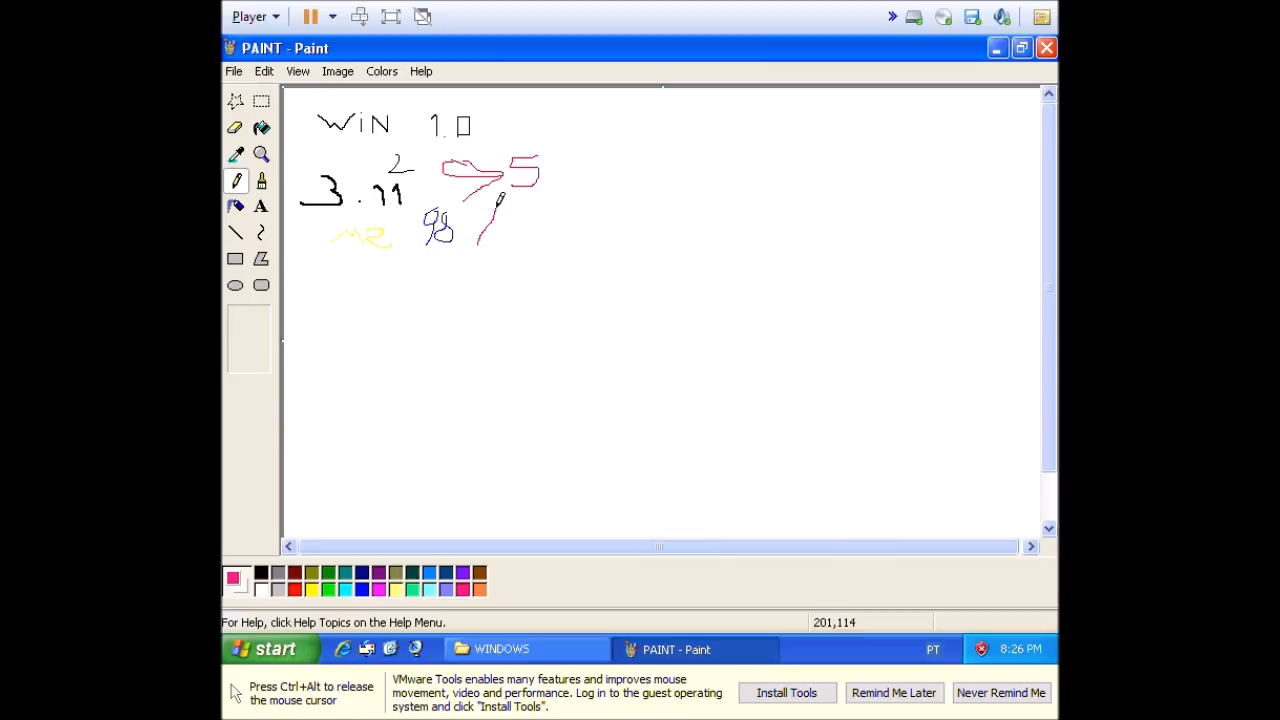 Player
PAINT - Paint
File Edit View Image Colors Help
WiN 1.0
2
5
3.11
Me 98
For Help, click Help Topics on the Help Menu.
201,114
start
WINDOWS
PAINT - Paint
PT
8:26 PM
Press Ctrl+Alt to release
the mouse cursor
VMware Tools enables many features and improves mouse
movement, video and performance. Log in to the guest operating
system and click "Install Tools".
Install Tools
Remind Me Later
Never Remind Me